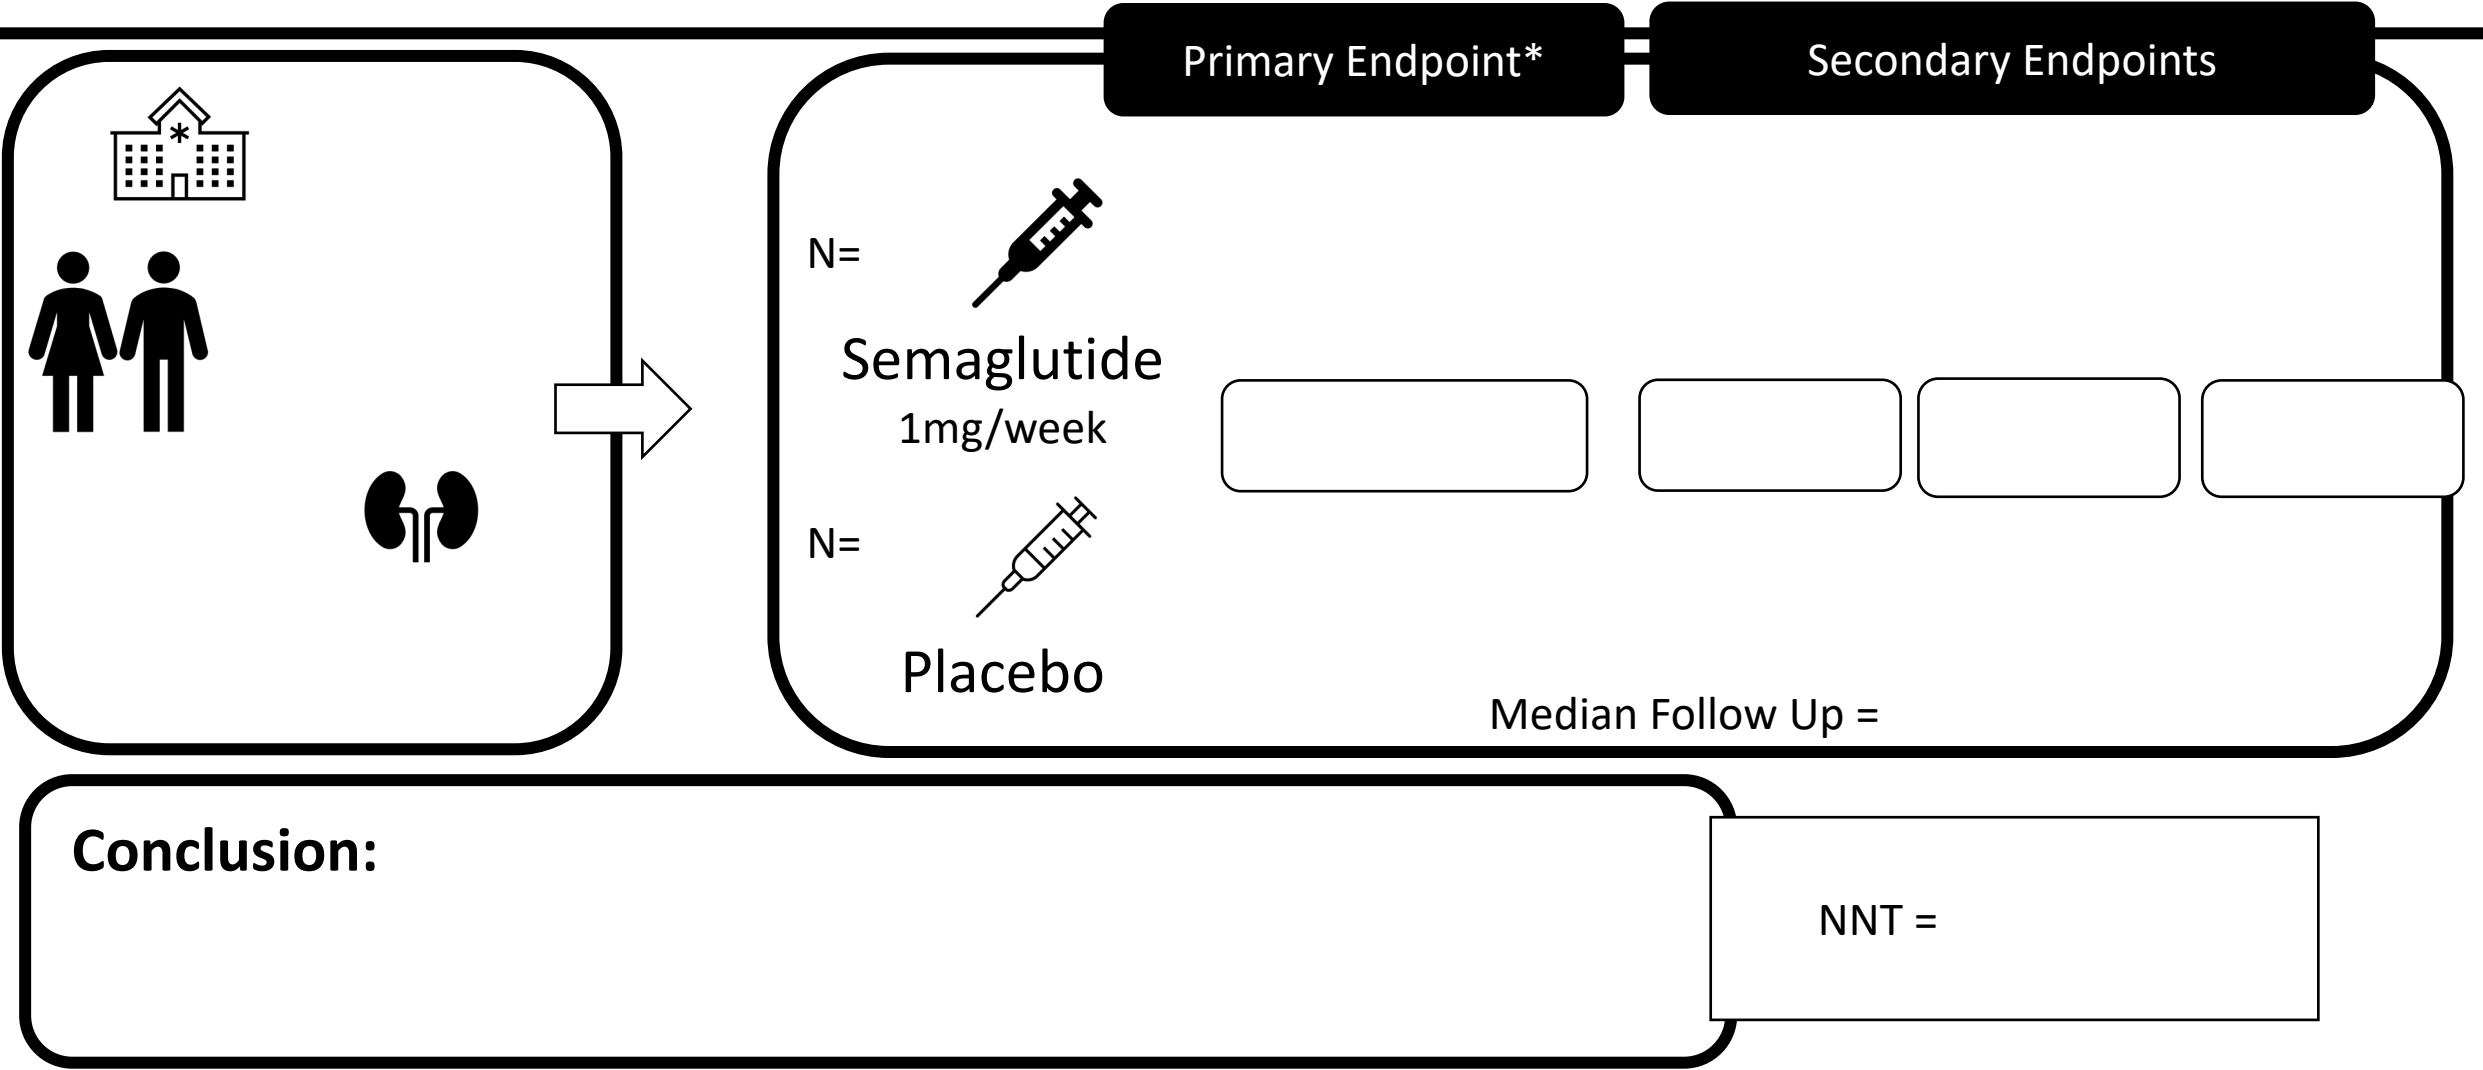 Primary Endpoint*
Secondary Endpoints
N=
Semaglutide
1mg/week
N=
Placebo
Median Follow Up =
Conclusion:
NNT =